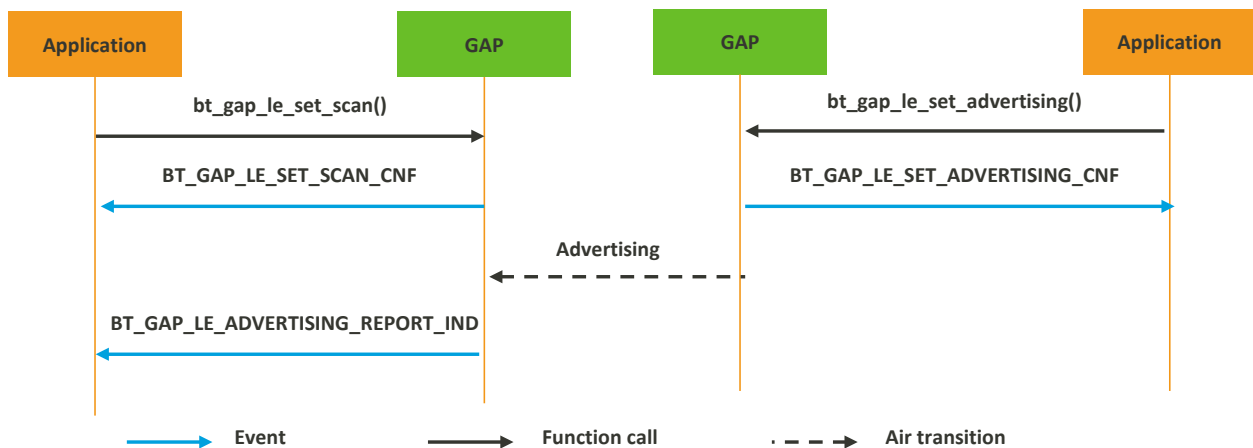 Application
GAP
GAP
Application
bt_gap_le_set_scan()
bt_gap_le_set_advertising()
BT_GAP_LE_SET_SCAN_CNF
BT_GAP_LE_SET_ADVERTISING_CNF
Advertising
BT_GAP_LE_ADVERTISING_REPORT_IND
Event
Function call
Air transition